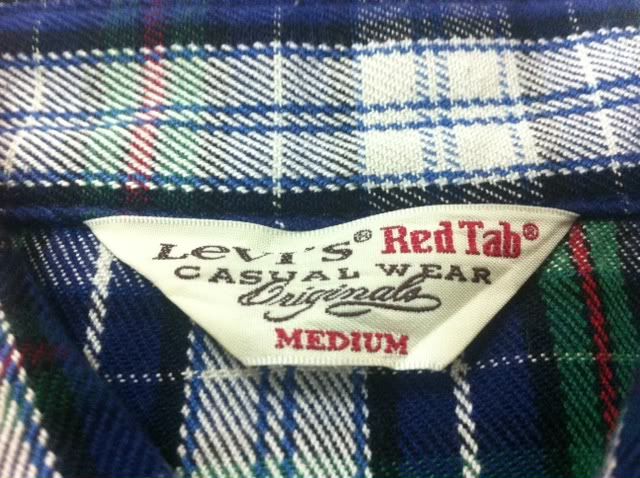 Levi's® Red Tab®
CASUAL WEAR
Originals
MEDIUM